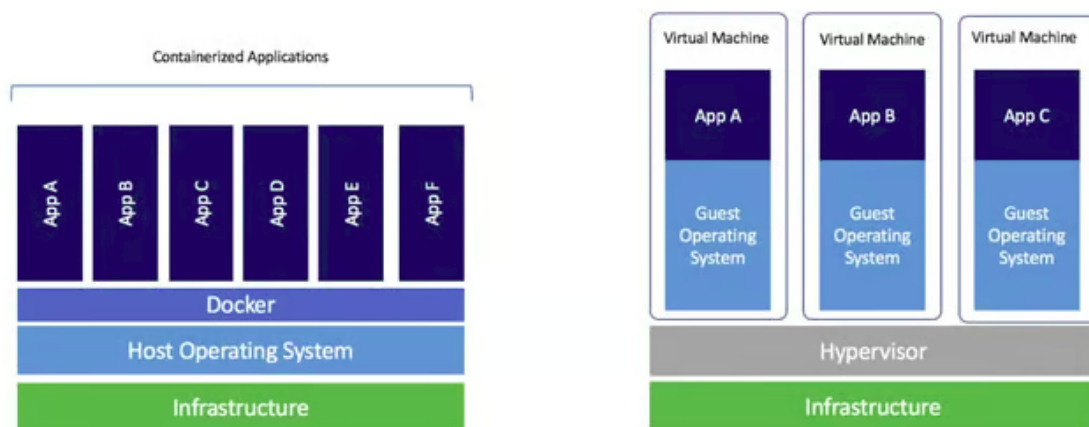 Containerized Applications
App A
App B
App C
App D
App E
App F
Docker
Host Operating System
Infrastructure
Virtual Machine
App A
Guest
Operating
System
Virtual Machine
App B
Guest
Operating
System
Virtual Machine
App C
Guest
Operating
System
Hypervisor
Infrastructure